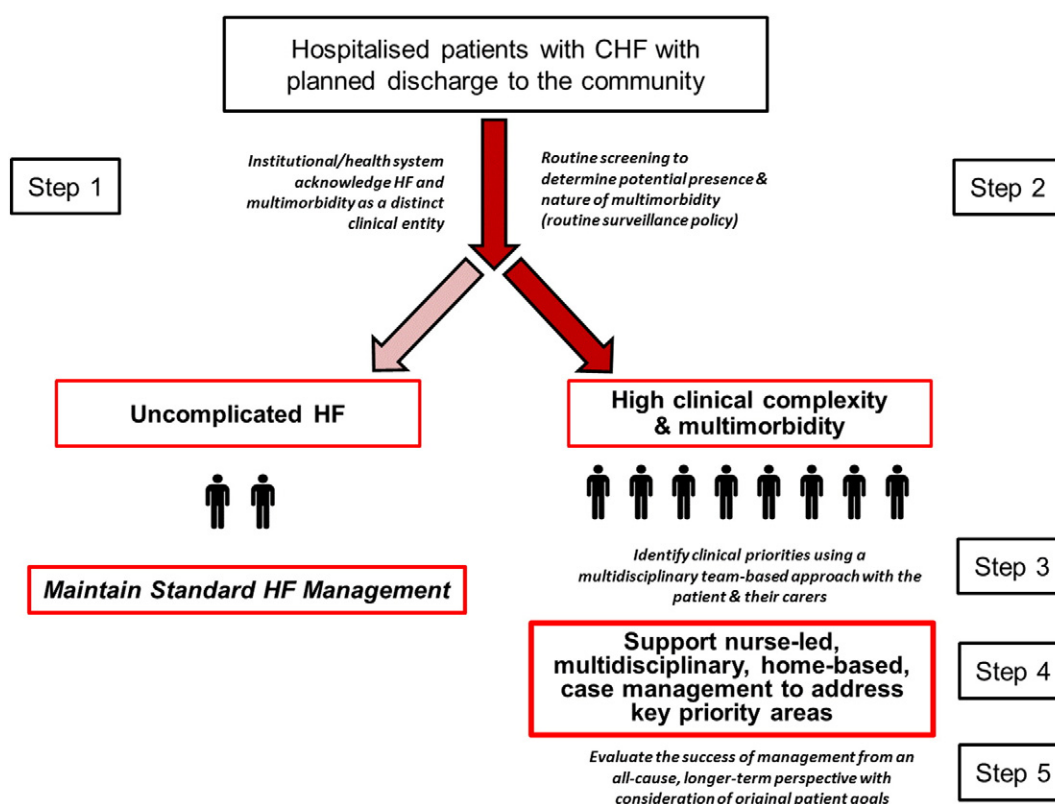 Hospitalised patients with CHF with
planned discharge to the community
Step 1
Institutional/health system
acknowledge HF and
multimorbidity as a distinct
clinical entity
Routine screening to
determine potential presence &
nature of multimorbidity
(routine surveillance policy)
Step 2
Uncomplicated HF
High clinical complexity
& multimorbidity
Maintain Standard HF Management
Identify clinical priorities using a
multidisciplinary team-based approach with the
patient & their carers
Step 3
Support nurse-led,
multidisciplinary, home-based,
case management to address
key priority areas
Step 4
Evaluate the success of management from an
all-cause, longer-term perspective with
consideration of original patient goals
Step 5